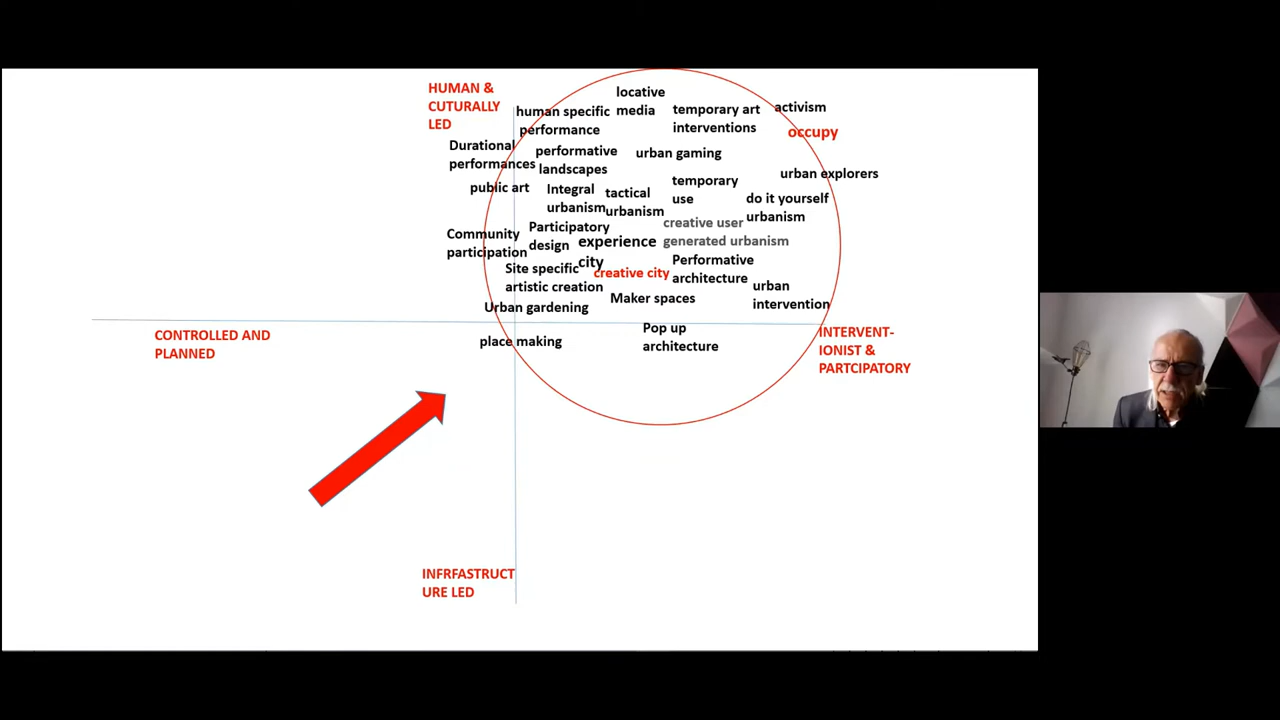 HUMAN &
CUTURALLY
LED
locative
media
human specific
performance
temporary art
interventions
activism
occupy
Durational
performances
performative
landscapes
urban gaming
urban explorers
public art
Integral
urbanism
tactical
urbanism
temporary
use
do it yourself
urbanism
creative user
generated urbanism
Community
participation
Participatory
design
experience
city
creative city
Performative
architecture
Site specific
artistic creation
urban
intervention
Maker spaces
Urban gardening
place making
Pop up
architecture
CONTROLLED AND
PLANNED
INTERVENT-
IONIST &
PARTCIPATORY
INFRFASTRUCT
URE LED